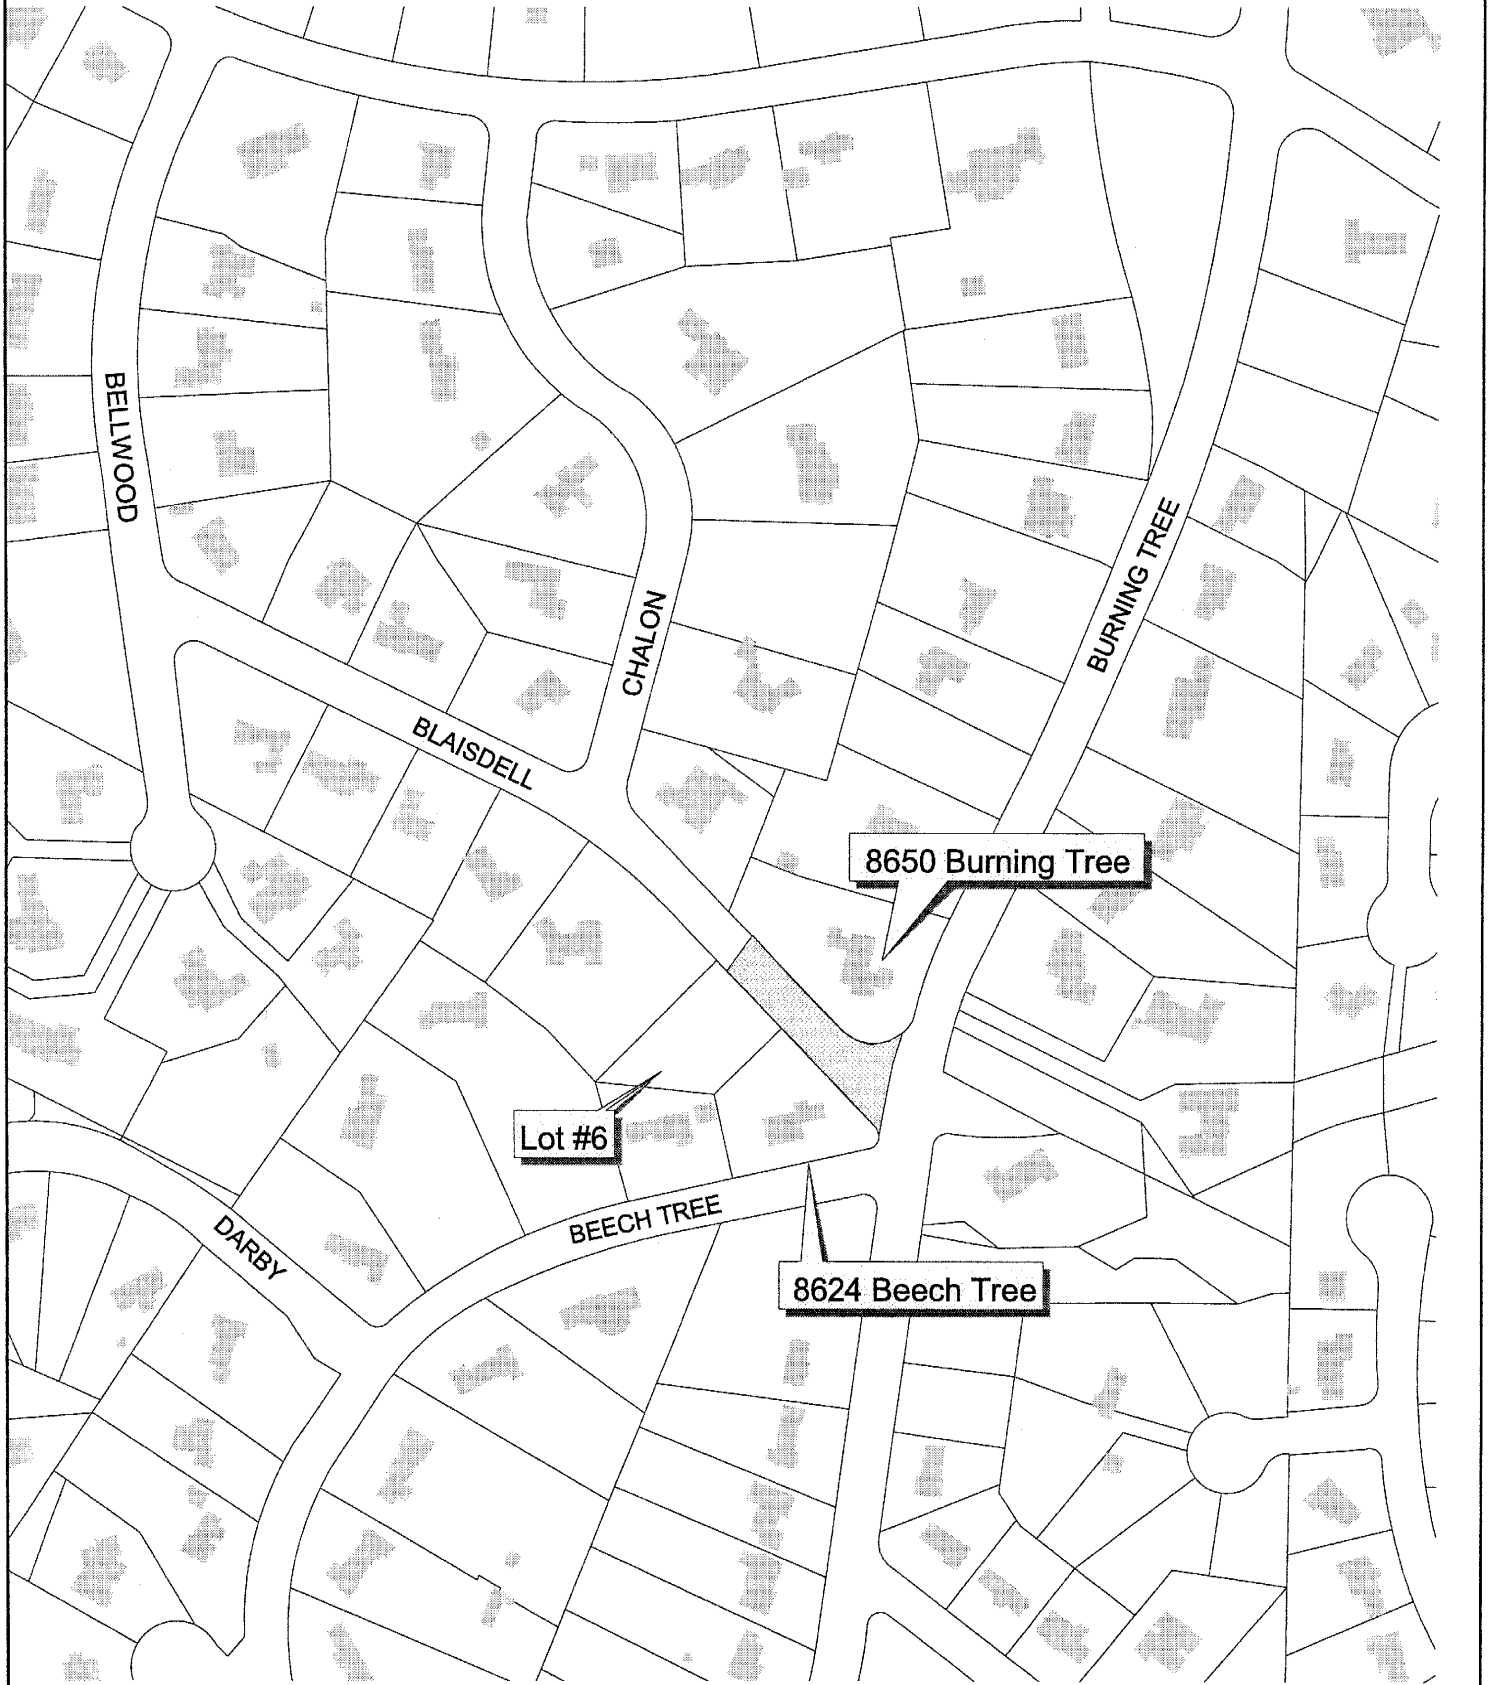 BELLWOOD
BURNING TREE
CHALON
BLAISDELL
8650 Burning Tree
Lot #6
BEECH TREE
DARBY
8624 Beech Tree